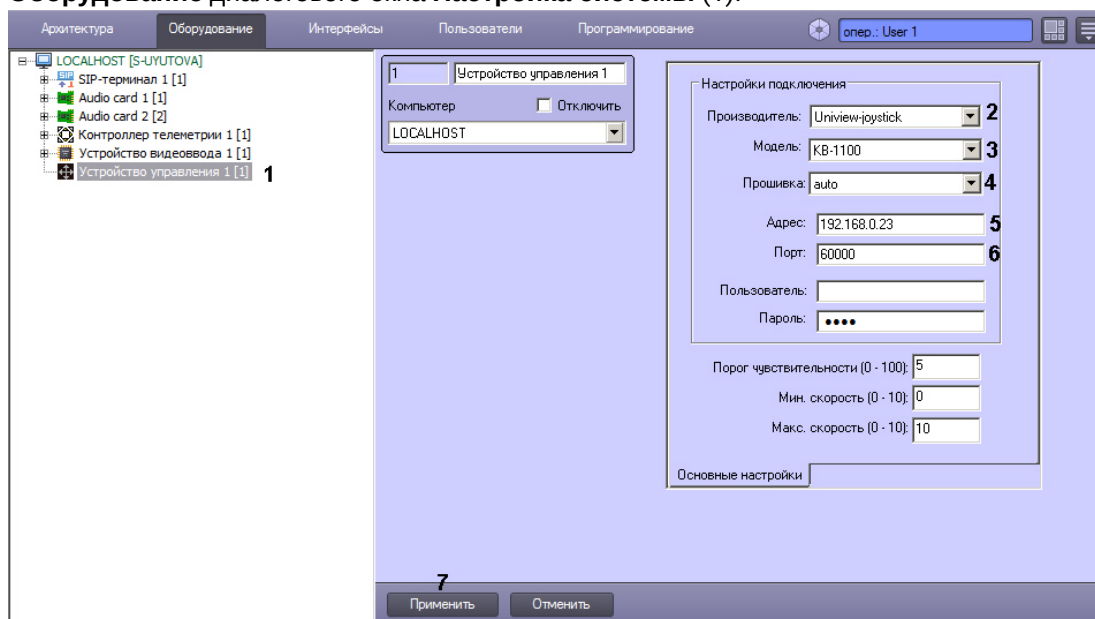 Оборудование диалогового окна Настройка системы (1).
Архитектура Оборудование Интерфейсы Пользователи Программирование опер.: User 1
LOCALHOST [S-UYUTOVA]
SIP-терминал 1 [1]
Audio card 1 [1]
Audio card 2 [2]
Контроллер телеметрии 1 [1]
Устройство видеоввода 1 [1]
Устройство управления 1 [1] 1
1 Устройство управления 1
Компьютер Отключить
LOCALHOST
Настройки подключения
Производитель: Uniview-joystick 2
Модель: KB-1100 3
Прошивка: auto 4
Адрес: 192.168.0.23 5
Порт: 60000 6
Пользователь:
Пароль: ●●●●
Порог чувствительности (0 - 100): 5
Мин. скорость (0 - 10): 0
Макс. скорость (0 - 10): 10
Основные настройки
7
Применить Отменить